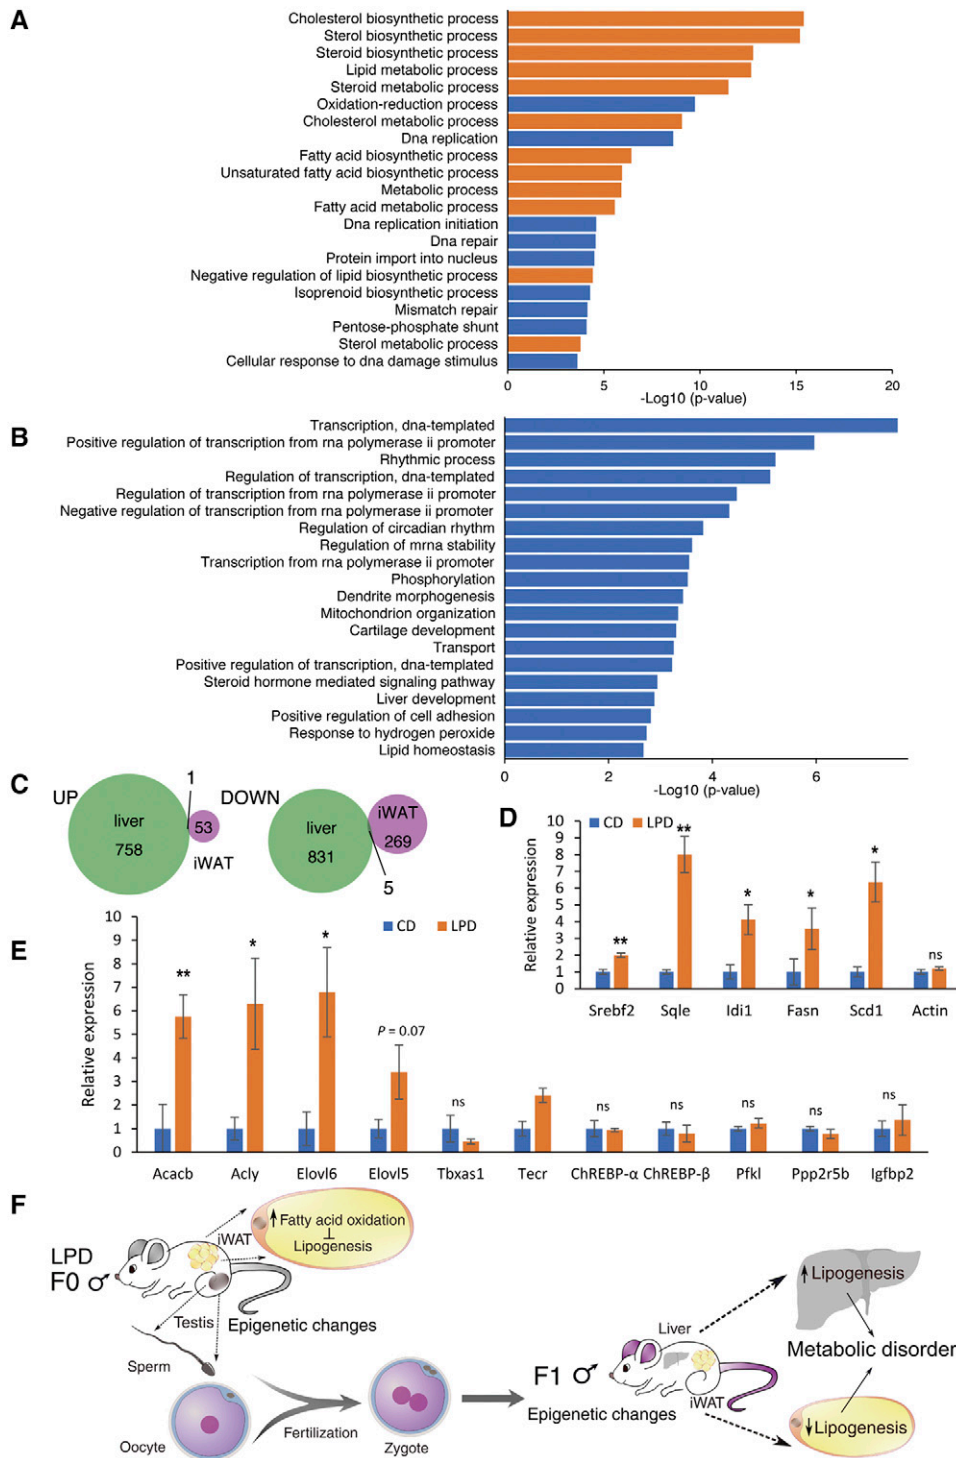 A
Cholesterol biosynthetic process
Sterol biosynthetic process
Steroid biosynthetic process
Lipid metabolic process
Steroid metabolic process
Oxidation-reduction process
Cholesterol metabolic process
Dna replication
Fatty acid biosynthetic process
Unsaturated fatty acid biosynthetic process
Metabolic process
Fatty acid metabolic process
Dna replication initiation
Dna repair
Protein import into nucleus
Negative regulation of lipid biosynthetic process
Isoprenoid biosynthetic process
Mismatch repair
Pentose-phosphate shunt
Sterol metabolic process
Cellular response to dna damage stimulus
0 5 10 15 20
-Log10 (p-value)
B
Transcription, dna-templated
Positive regulation of transcription from rna polymerase ii promoter
Rhythmic process
Regulation of transcription, dna-templated
Regulation of transcription from rna polymerase ii promoter
Negative regulation of transcription from rna polymerase ii promoter
Regulation of circadian rhythm
Regulation of mrna stability
Transcription from rna polymerase ii promoter
Phosphorylation
Dendrite morphogenesis
Mitochondrion organization
Cartilage development
Transport
Positive regulation of transcription, dna-templated
Steroid hormone mediated signaling pathway
Liver development
Positive regulation of cell adhesion
Response to hydrogen peroxide
Lipid homeostasis
0 2 4 6
-Log10 (p-value)
C
UP
liver
758
1
53
iWAT
DOWN
liver
831
iWAT
269
5
D
CD LPD
Relative expression
10
9
8
7
6
5
4
3
2
1
0
** ** * * * ns
Srebf2 Sqle Idi1 Fasn Scd1 Actin
E
CD LPD
Relative expression
10
9
8
7
6
5
4
3
2
1
0
** * * P = 0.07 ns ns ns ns ns ns
Acacb Acly Elovl6 Elovl5 Tbxas1 Tecr ChREBP-α ChREBP-β Pfkl Ppp2r5b Igfbp2
F
LPD
F0 ♂
iWAT
Fatty acid oxidation
Lipogenesis
Testis
Epigenetic changes
Sperm
Oocyte
Fertilization
Zygote
F1 ♂
Epigenetic changes
Liver
iWAT
Lipogenesis
Metabolic disorder
Lipogenesis